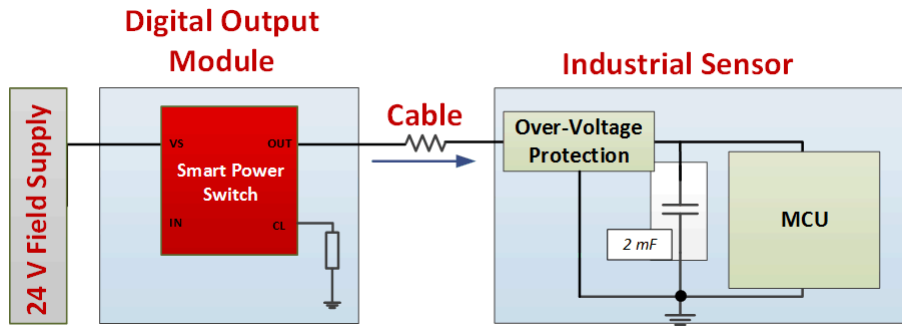 Digital Output
Module
Industrial Sensor
24 V Field Supply
VS
OUT
Smart Power
Switch
IN
CL
Cable
Over-Voltage
Protection
2 mF
MCU